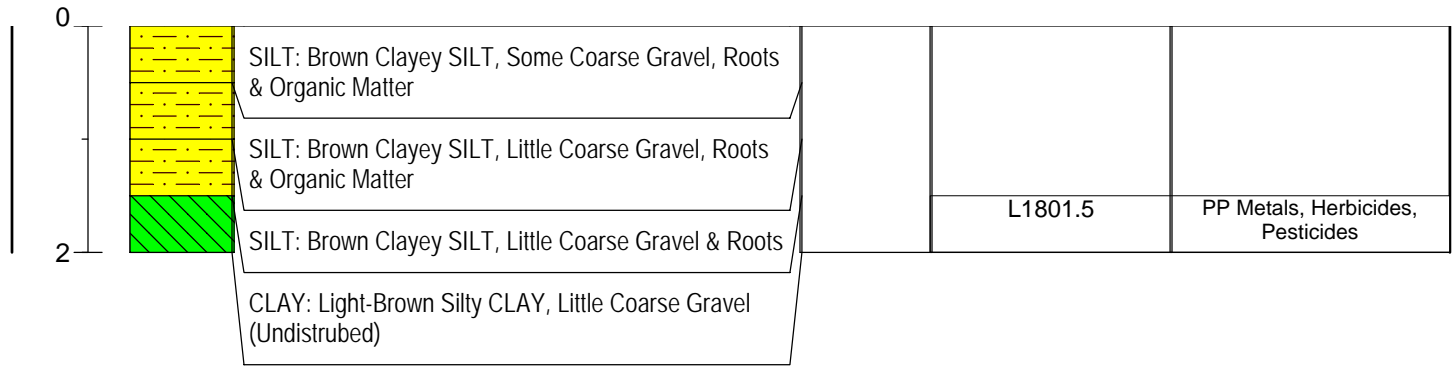 0
SILT: Brown Clayey SILT, Some Coarse Gravel, Roots
& Organic Matter
SILT: Brown Clayey SILT, Little Coarse Gravel, Roots
& Organic Matter
SILT: Brown Clayey SILT, Little Coarse Gravel & Roots
CLAY: Light-Brown Silty CLAY, Little Coarse Gravel
(Undistrubed)
L1801.5
PP Metals, Herbicides,
Pesticides
2